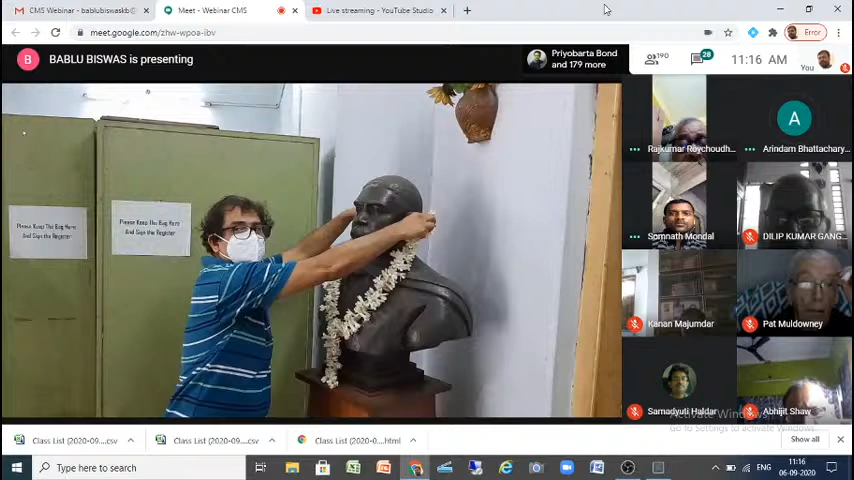 CMS Webinar - bablubiswaskb@
Meet - Webinar CMS
Live streaming - YouTube Studio
meet.google.com/zhw-wpoa-ibv
Error
B
BABLU BISWAS is presenting
Priyobarta Bond
and 179 more
190
28
11:16 AM
You
Please Keep The Bag Here
And Sign the Register
Please Keep The Bag Here
And Sign the Register
Rajkumar Roychoudh...
A
Arindam Bhattachary...
Somnath Mondal
DILIP KUMAR GANG...
Kanan Majumdar
Pat Muldowney
Samadyuti Haldar
Abhijit Shaw
Activate Windows
Go to Settings to activate Windows.
Class List (2020-09....csv
Class List (2020-09....csv
Class List (2020-0....html
Show all
Type here to search
ENG
11:16
06-09-2020